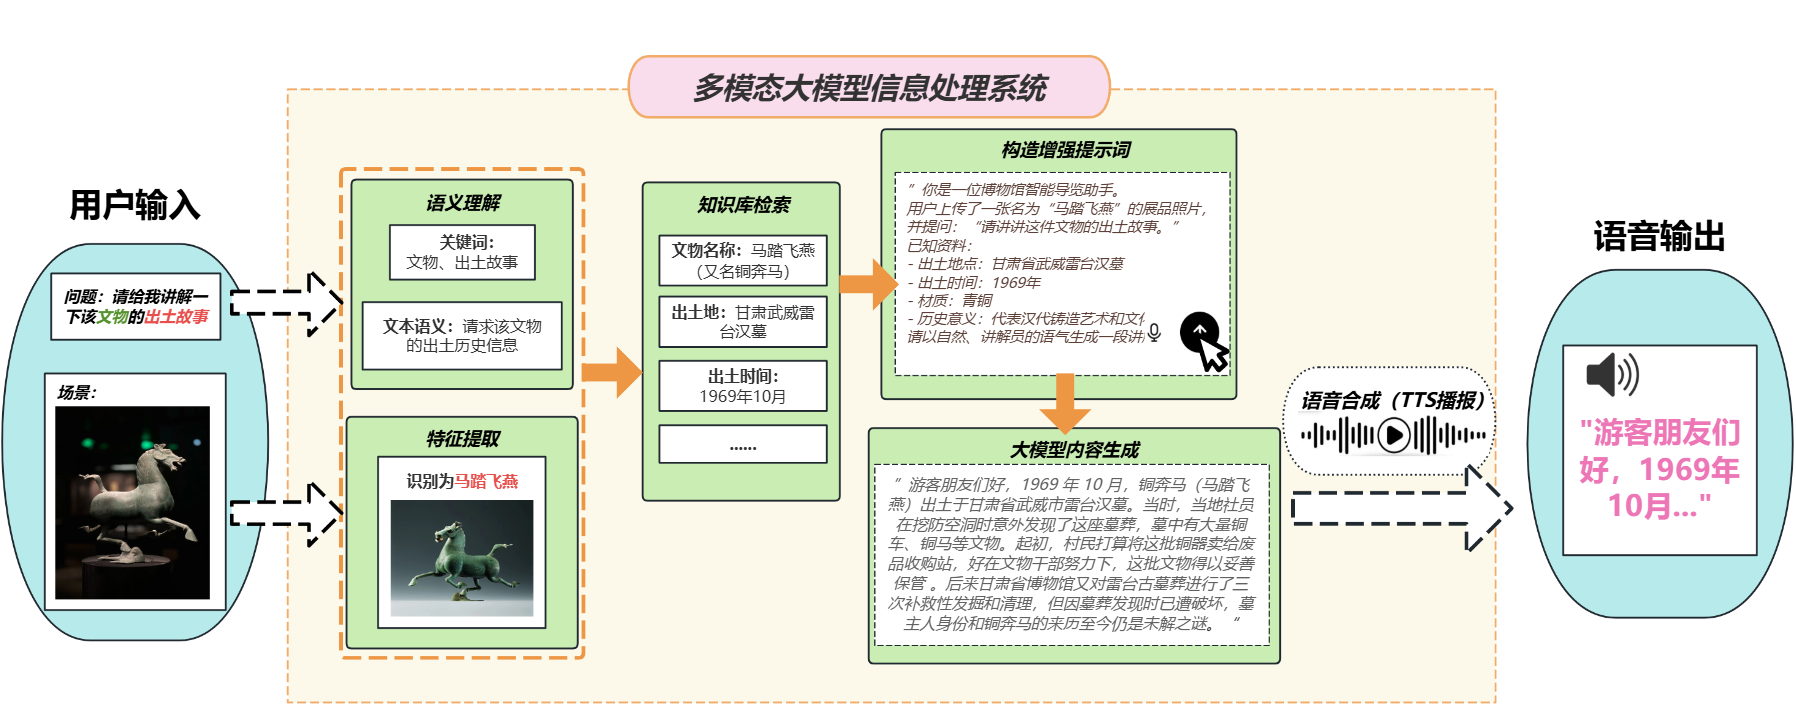 多模态大模型信息处理系统
用户输入
问题：请给我讲解一
下该文物的出土故事
场景：
语义理解
关键词：
文物、出土故事
文本语义：请求该文物
的出土历史信息
特征提取
识别为马踏飞燕
知识库检索
文物名称：马踏飞燕
（又名铜奔马）
出土地：甘肃武威雷
台汉墓
出土时间：
1969年10月
......
构造增强提示词
"你是一位博物馆智能导览助手。
用户上传了一张名为“马踏飞燕”的展品照片，
并提问：“请讲讲这件文物的出土故事。”
已知资料：
- 出土地点：甘肃省武威雷台汉墓
- 出土时间：1969年
- 材质：青铜
- 历史意义：代表汉代铸造艺术和文
请以自然、讲解员的语气生成一段讲
大模型内容生成
"游客朋友们好，1969 年 10 月，铜奔马（马踏飞
燕）出土于甘肃省武威市雷台汉墓。当时，当地社员
在挖防空洞时意外发现了这座墓葬，墓中有大量铜
车、铜马等文物。起初，村民打算将这批铜器卖给废
品收购站，好在文物干部努力下，这批文物得以妥善
保管 。后来甘肃省博物馆又对雷台古墓葬进行了三
次补救性发掘和清理，但因墓葬发现时已遭破坏，墓
主人身份和铜奔马的来历至今仍是未解之谜。 “
语音合成（TTS播报）
语音输出
"游客朋友们
好，1969年
10月..."